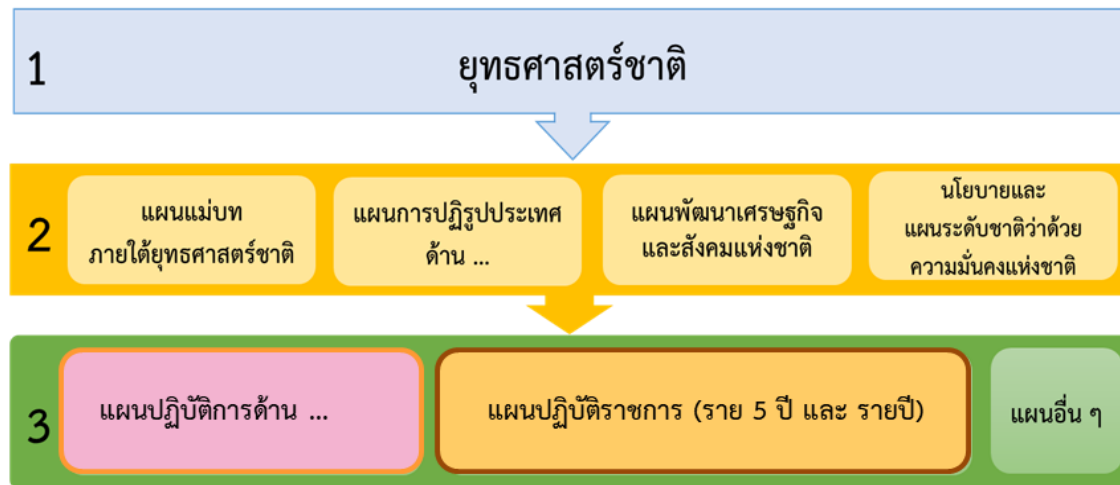 1
ยุทธศาสตร์ชาติ
2
แผนแม่บท
ภายใต้ยุทธศาสตร์ชาติ
แผนการปฏิรูปประเทศ
ด้าน ...
แผนพัฒนาเศรษฐกิจ
และสังคมแห่งชาติ
นโยบายและ
แผนระดับชาติว่าด้วย
ความมั่นคงแห่งชาติ
3
แผนปฏิบัติการด้าน ...
แผนปฏิบัติราชการ (ราย 5 ปี และ รายปี)
แผนอื่น ๆ